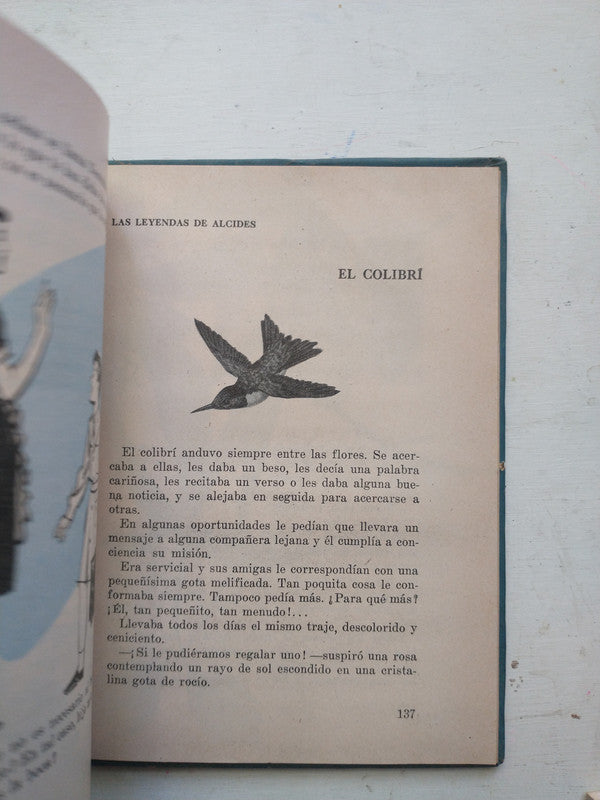 LAS LEYENDAS DE ALCIDES
EL COLIBRÍ
El colibrí anduvo siempre entre las flores. Se acer-
caba a ellas, les daba un beso, les decía una palabra
cariñosa, les recitaba un verso o les daba alguna bue-
na noticia, y se alejaba en seguida para acercarse a
otras.
En algunas oportunidades le pedían que llevara un
mensaje a alguna compañera lejana y él cumplía a con-
ciencia su misión.
Era servicial y sus amigas le correspondían con una
pequeñísima gota melificada. Tan poquita cosa le con-
formaba siempre. Tampoco pedía más. ¿Para qué más?
¡Él, tan pequeñito, tan menudo!...
Llevaba todos los días el mismo traje, descolorido y
ceniciento.
—¡Si le pudiéramos regalar uno! —suspiró una rosa
contemplando un rayo de sol escondido en una crista-
lina gota de rocío.
137